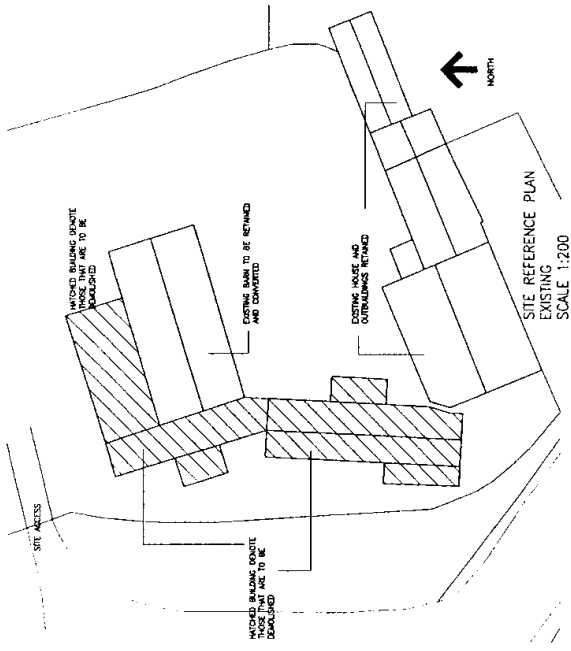 HATCHED BUILDING DENOTE
THOSE THAT ARE TO BE
DEMOLISHED
EXISTING BARN TO BE RETAINED
AND CONVERTED
EXISTING HOUSE AND
OUTBUILDINGS RETAINED
NORTH
SITE ACCESS
HATCHED BUILDING DENOTE
THOSE THAT ARE TO BE
DEMOLISHED
SITE REFERENCE PLAN
EXISTING
SCALE 1:200